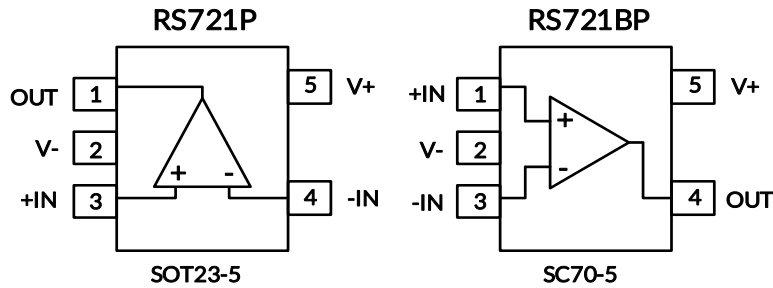 RS721P
OUT 1 5 V+
V- 2
+IN 3 + - 4 -IN
SOT23-5
RS721BP
+IN 1 + 5 V+
V- 2
-IN 3 - 4 OUT
SC70-5